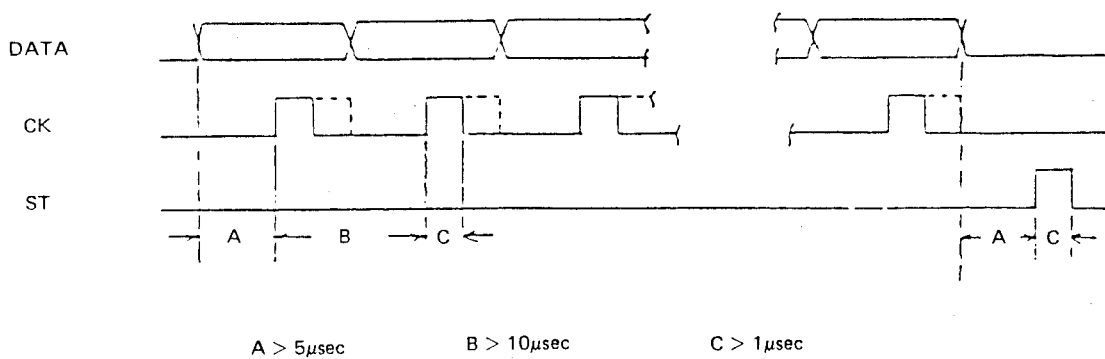 DATA
CK
ST
A B C A C
A > 5μsec B > 10μsec C > 1μsec